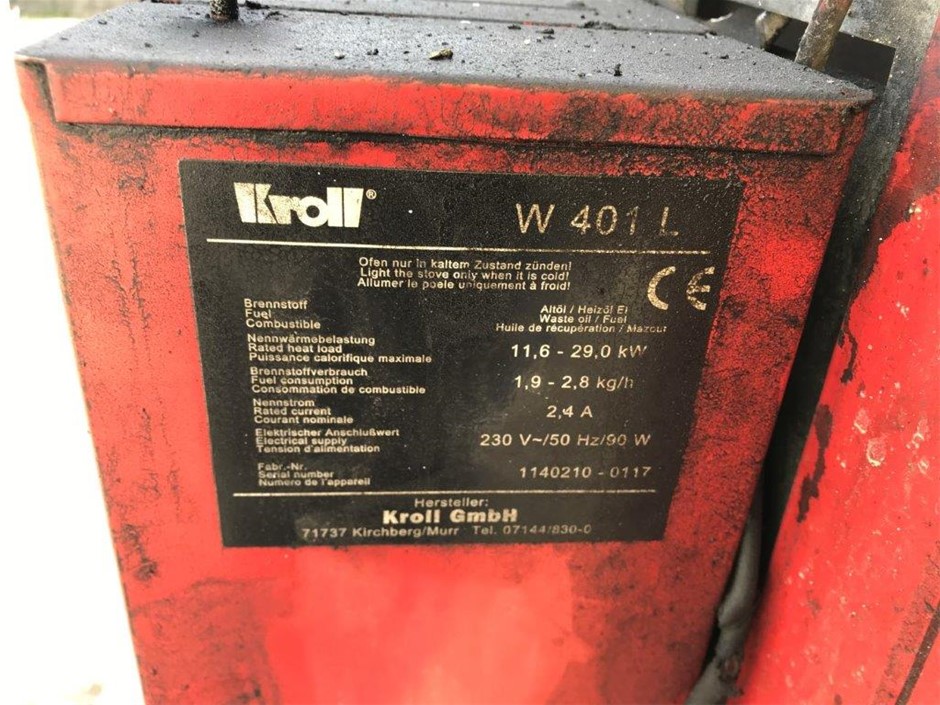 Kroll®
W 401 L
Ofen nur in kaltem Zustand zünden!
Light the stove only when it is cold!
Allumer le poele uniquement à froid!
CE
Brennstoff
Fuel
Combustible
Altöl / Heizöl El
Waste oil / Fuel
Huile de récupération / Mazout
Nennwärmebelastung
Rated heat load
Puissance calorifique maximale
11,6 - 29,0 kW
Brennstoffverbrauch
Fuel consumption
Consommation de combustible
1,9 - 2,8 kg/h
Nennstrom
Rated current
Courant nominale
2,4 A
Elektrischer Anschlußwert
Electrical supply
Tension d'alimentation
230 V~/50 Hz/90 W
Fabr.-Nr.
Serial number
Numero de l'appareil
1140210 - 0117
Hersteller:
Kroll GmbH
71737 Kirchberg/Murr Tel. 07144/830-0